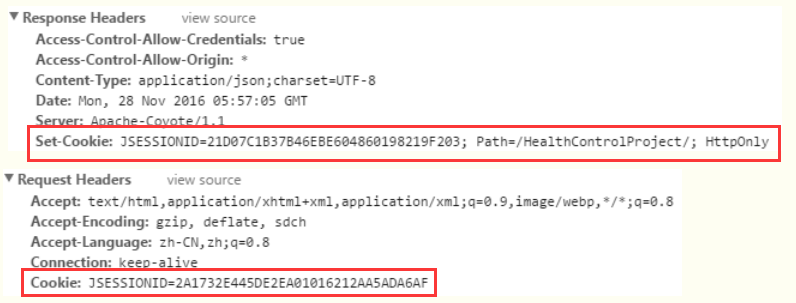 Response Headers view source
Access-Control-Allow-Credentials: true
Access-Control-Allow-Origin: *
Content-Type: application/json;charset=UTF-8
Date: Mon, 28 Nov 2016 05:57:05 GMT
Server: Apache-Coyote/1.1
Set-Cookie: JSESSIONID=21D07C1B37B46EBE604860198219F203; Path=/HealthControlProject/; HttpOnly
Request Headers view source
Accept: text/html,application/xhtml+xml,application/xml;q=0.9,image/webp,*/*;q=0.8
Accept-Encoding: gzip, deflate, sdch
Accept-Language: zh-CN,zh;q=0.8
Connection: keep-alive
Cookie: JSESSIONID=2A1732E445DE2EA01016212AA5ADA6AF